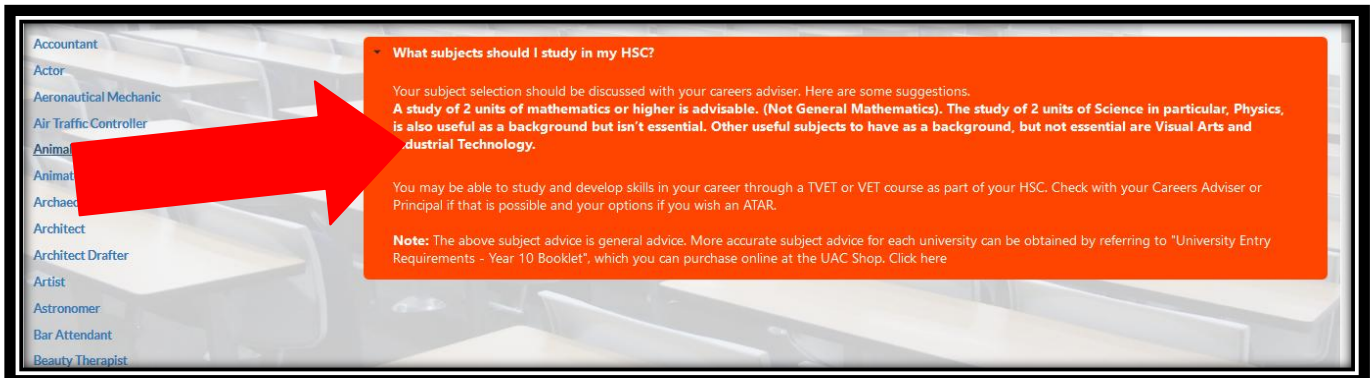 Accountant
Actor
Aeronautical Mechanic
Air Traffic Controller
Anima
Animat
Archaeo
Architect
Architect Drafter
Artist
Astronomer
Bar Attendant
Beauty Therapist
What subjects should I study in my HSC?
Your subject selection should be discussed with your careers adviser. Here are some suggestions.
A study of 2 units of mathematics or higher is advisable. (Not General Mathematics). The study of 2 units of Science in particular, Physics,
is also useful as a background but isn't essential. Other useful subjects to have as a background, but not essential are Visual Arts and
ndustrial Technology.
You may be able to study and develop skills in your career through a TVET or VET course as part of your HSC. Check with your Careers Adviser or
Principal if that is possible and your options if you wish an ATAR.
Note: The above subject advice is general advice. More accurate subject advice for each university can be obtained by referring to "University Entry
Requirements - Year 10 Booklet", which you can purchase online at the UAC Shop. Click here